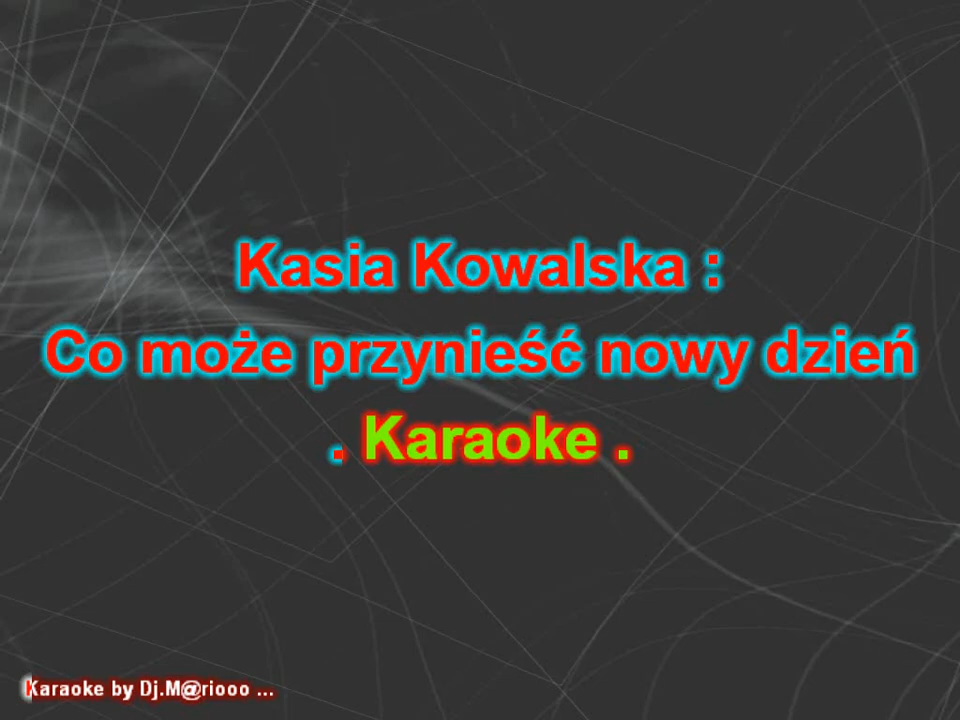 Kasia Kowalska :
Co może przynieść nowy dzień
. Karaoke .
Karaoke by Dj.M@riooo ...